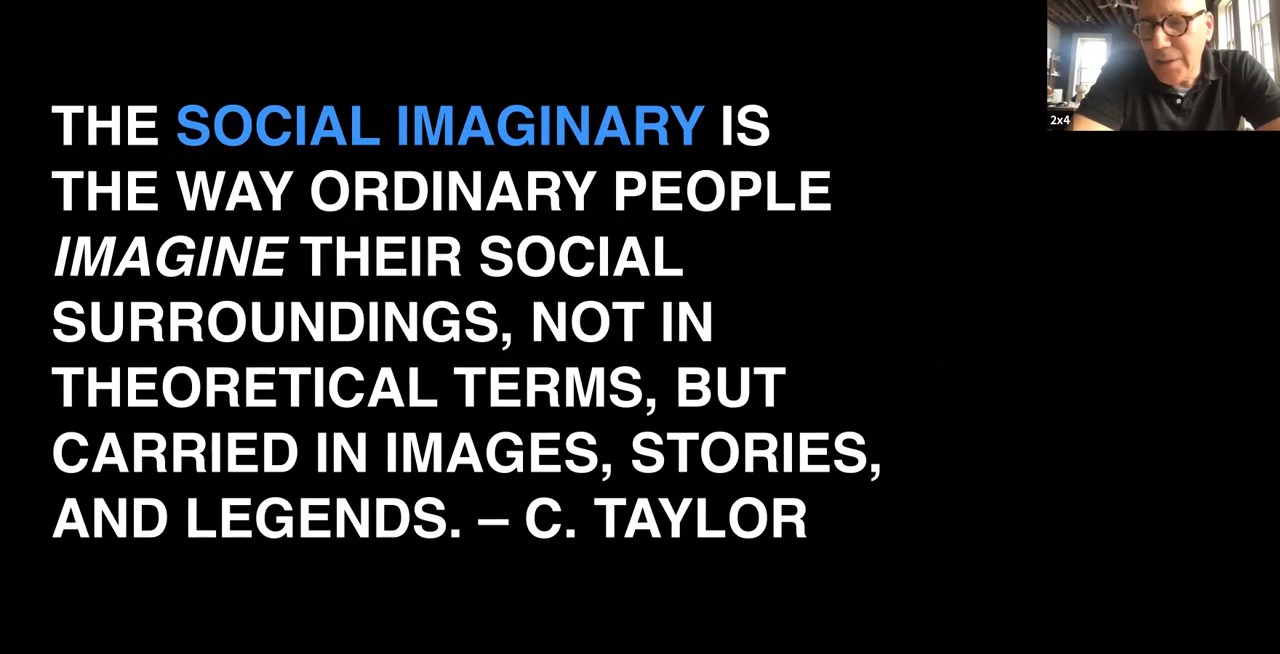 THE SOCIAL IMAGINARY IS
THE WAY ORDINARY PEOPLE
IMAGINE THEIR SOCIAL
SURROUNDINGS, NOT IN
THEORETICAL TERMS, BUT
CARRIED IN IMAGES, STORIES,
AND LEGENDS. – C. TAYLOR
2x4